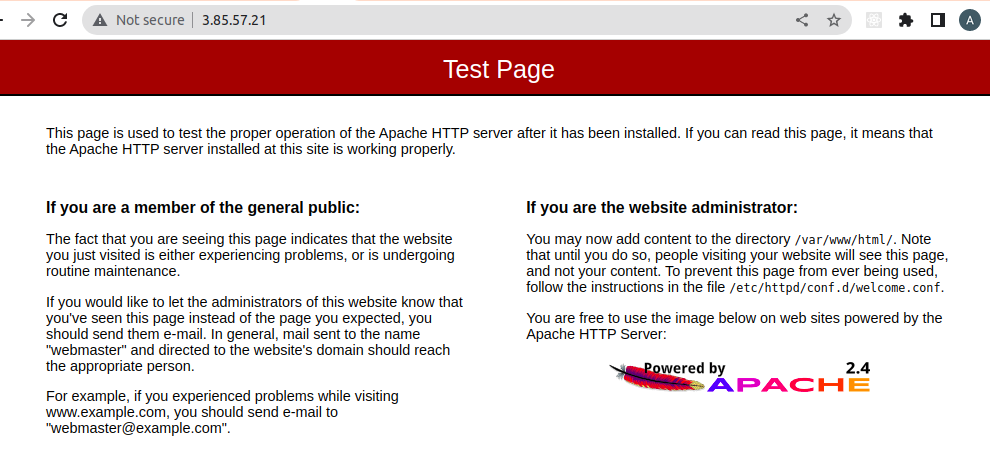 Not secure | 3.85.57.21
A
Test Page
This page is used to test the proper operation of the Apache HTTP server after it has been installed. If you can read this page, it means that
the Apache HTTP server installed at this site is working properly.
If you are a member of the general public:
The fact that you are seeing this page indicates that the website
you just visited is either experiencing problems, or is undergoing
routine maintenance.
If you would like to let the administrators of this website know that
you've seen this page instead of the page you expected, you
should send them e-mail. In general, mail sent to the name
"webmaster" and directed to the website's domain should reach
the appropriate person.
For example, if you experienced problems while visiting
www.example.com, you should send e-mail to
"webmaster@example.com".
If you are the website administrator:
You may now add content to the directory /var/www/html/. Note
that until you do so, people visiting your website will see this page,
and not your content. To prevent this page from ever being used,
follow the instructions in the file /etc/httpd/conf.d/welcome.conf.
You are free to use the image below on web sites powered by the
Apache HTTP Server:
Powered by 2.4
APACHE